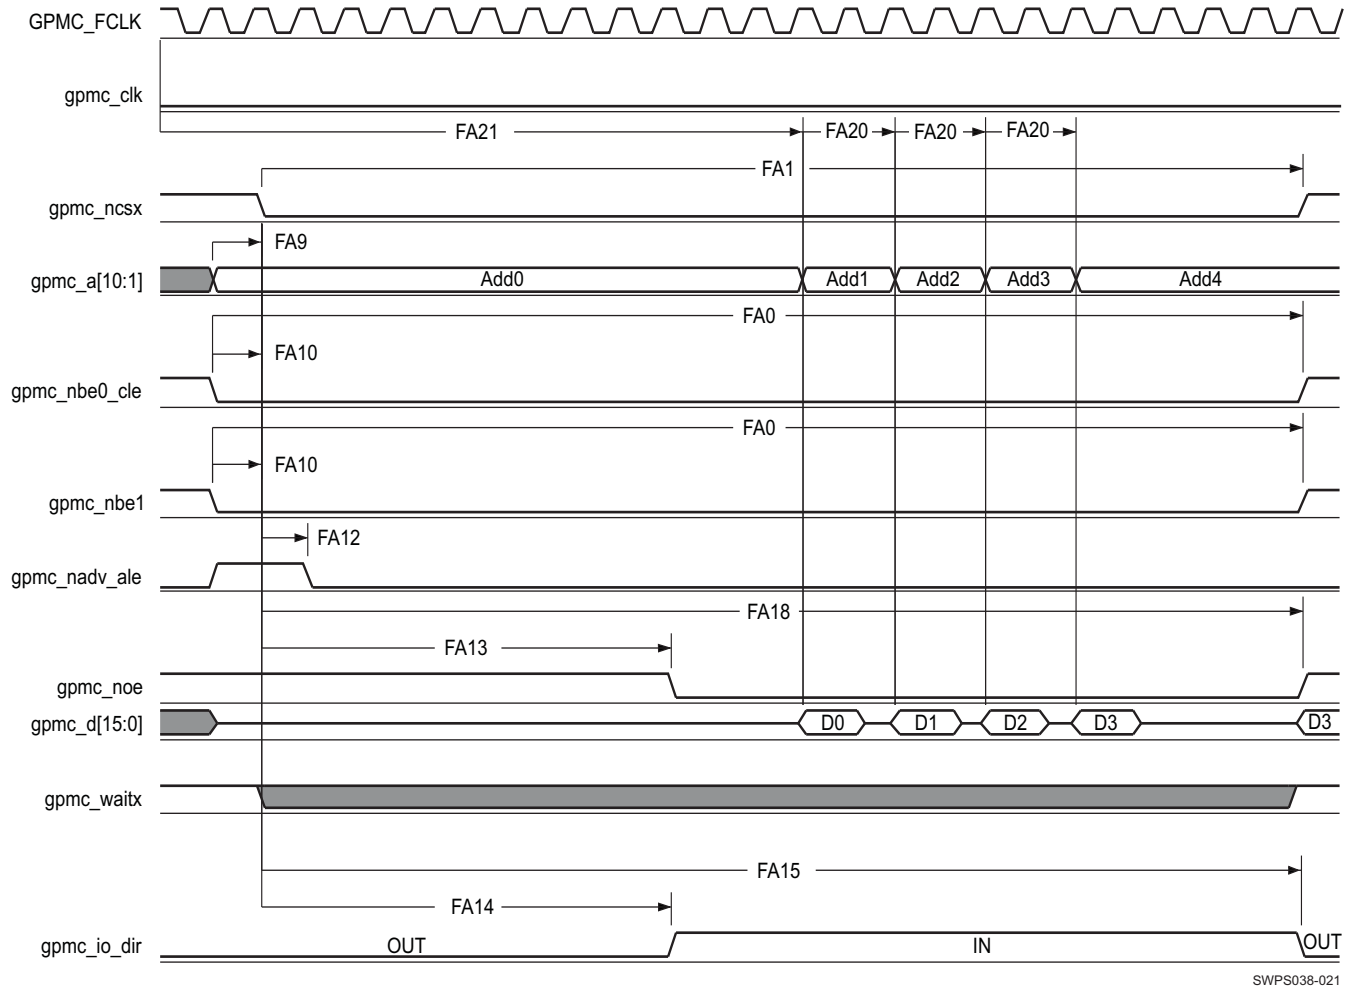 GPMC_FCLK
gpmc_clk
FA21 FA20 FA20 FA20
FA1
gpmc_ncsx
FA9
gpmc_a[10:1] Add0 Add1 Add2 Add3 Add4
FA0
FA10
gpmc_nbe0_cle
FA0
FA10
gpmc_nbe1
FA12
gpmc_nadv_ale
FA18
FA13
gpmc_noe
gpmc_d[15:0] D0 D1 D2 D3 D3
gpmc_waitx
FA15
FA14
gpmc_io_dir OUT IN OUT
SWPS038-021